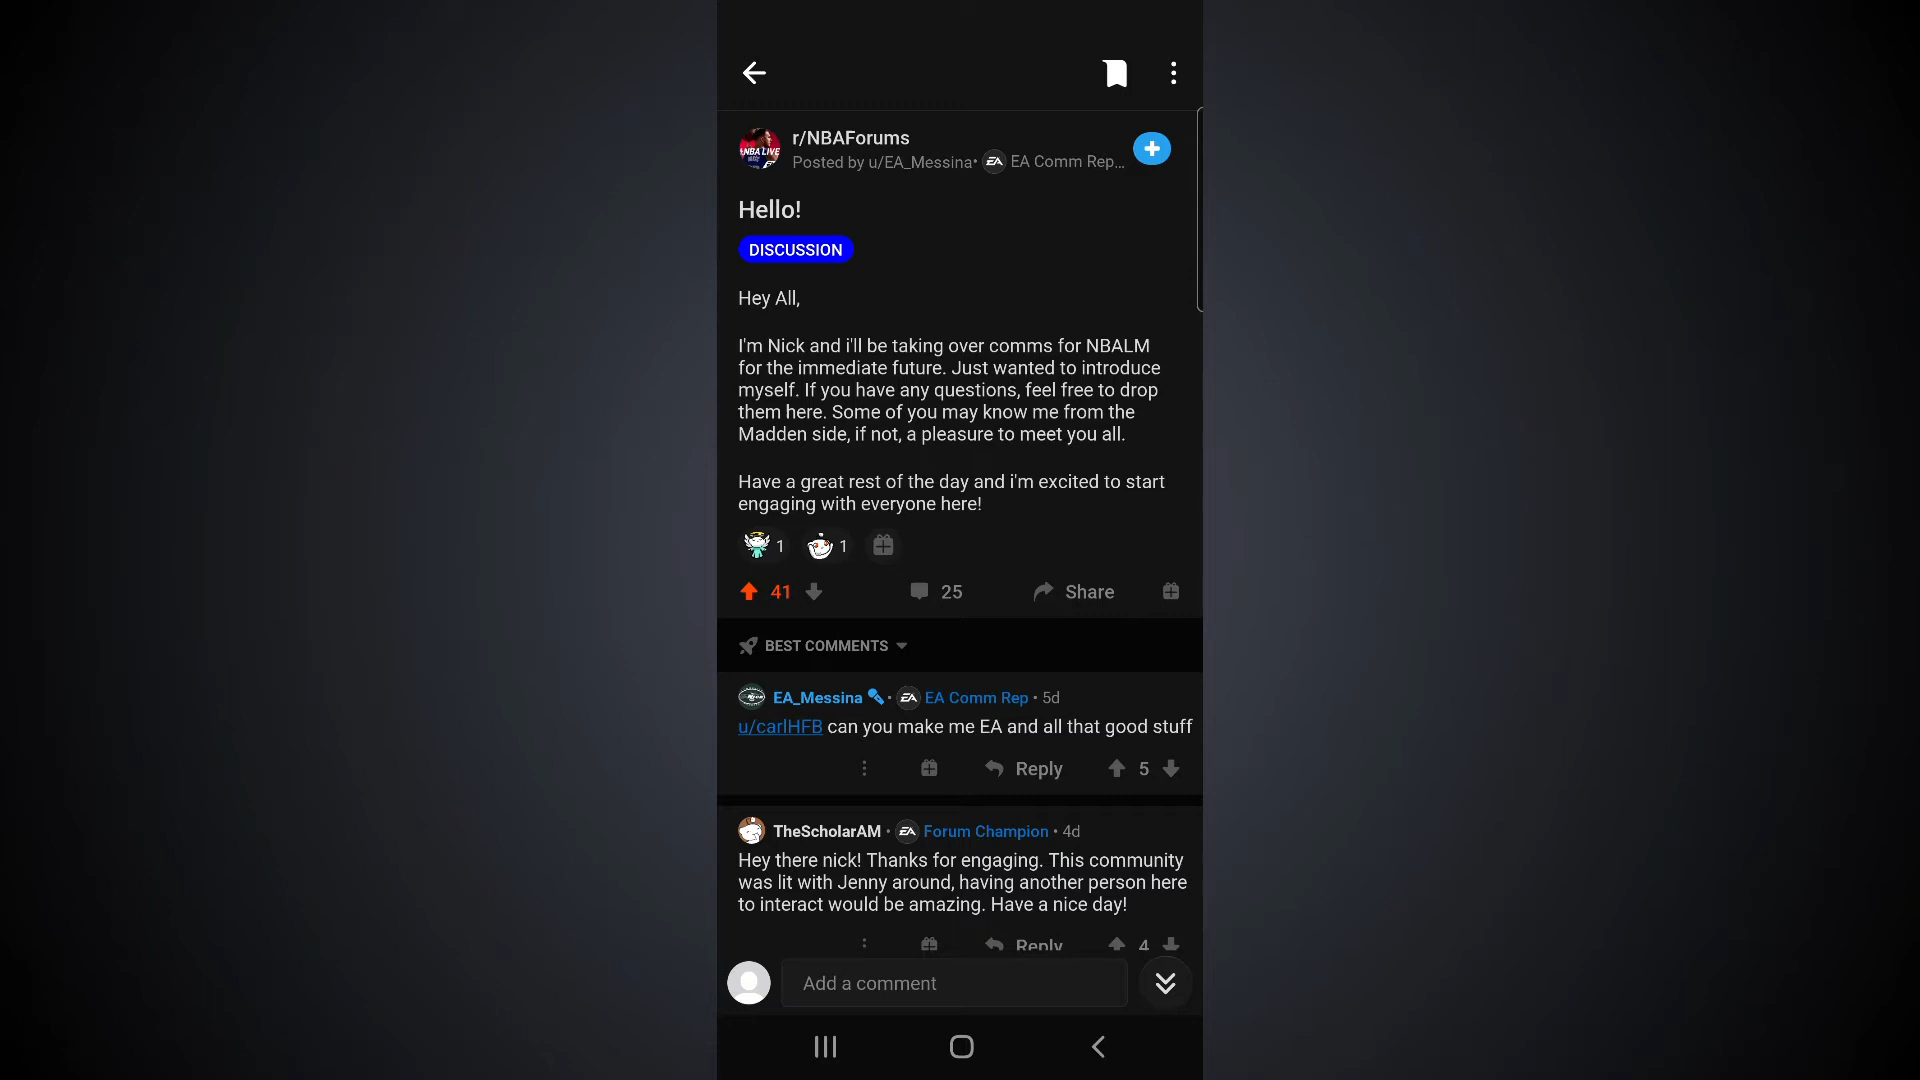 r/NBAForums
NBA LIVE
Posted by u/EA_Messina• EA EA Comm Rep...
Hello!
DISCUSSION
Hey All,
I'm Nick and i'll be taking over comms for NBALM
for the immediate future. Just wanted to introduce
myself. If you have any questions, feel free to drop
them here. Some of you may know me from the
Madden side, if not, a pleasure to meet you all.
Have a great rest of the day and i'm excited to start
engaging with everyone here!
1 1
41 25 Share
BEST COMMENTS
EA_Messina • EA EA Comm Rep • 5d
u/carlHFB can you make me EA and all that good stuff
Reply 5
TheScholarAM • EA Forum Champion • 4d
Hey there nick! Thanks for engaging. This community
was lit with Jenny around, having another person here
to interact would be amazing. Have a nice day!
Reply 4
Add a comment